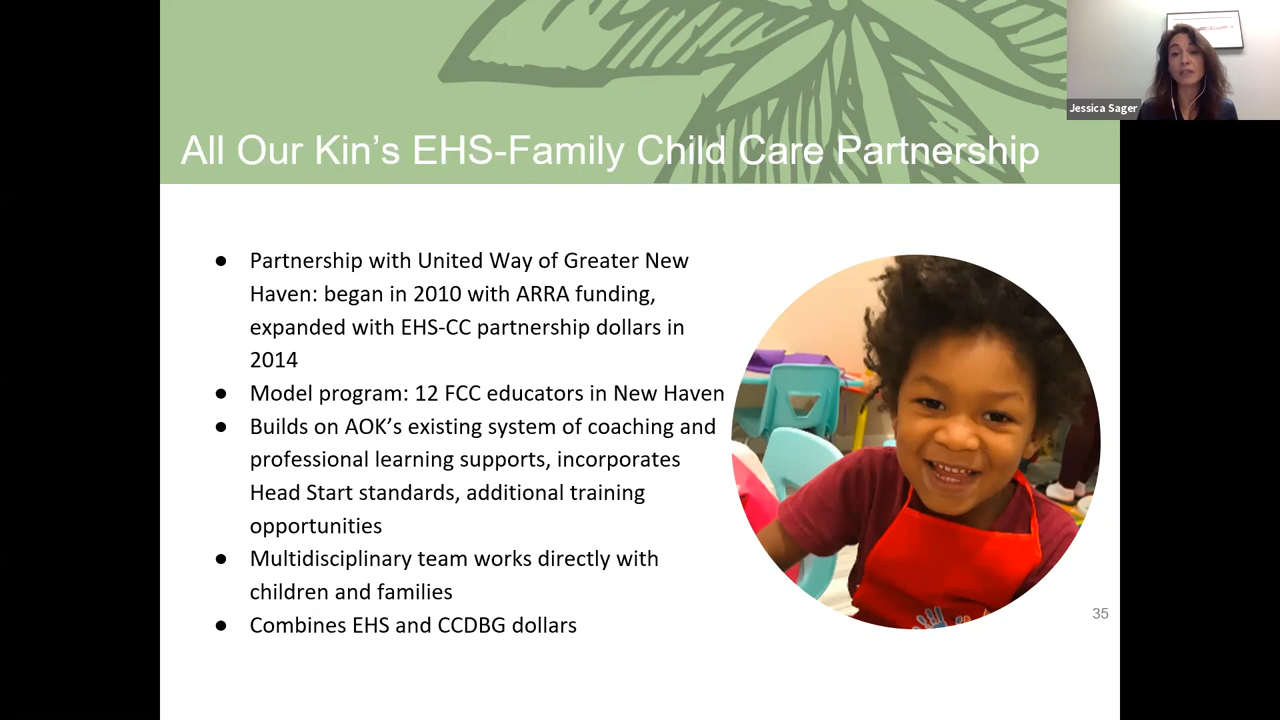 Jessica Sager
All Our Kin’s EHS-Family Child Care Partnership
● Partnership with United Way of Greater New
Haven: began in 2010 with ARRA funding,
expanded with EHS-CC partnership dollars in
2014
● Model program: 12 FCC educators in New Haven
● Builds on AOK’s existing system of coaching and
professional learning supports, incorporates
Head Start standards, additional training
opportunities
● Multidisciplinary team works directly with
children and families
● Combines EHS and CCDBG dollars
35